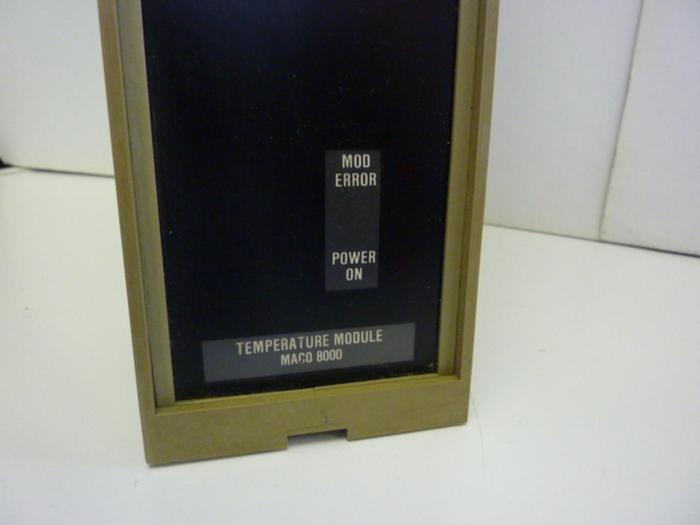 MOD
ERROR
POWER
ON
TEMPERATURE MODULE
MACO 8000